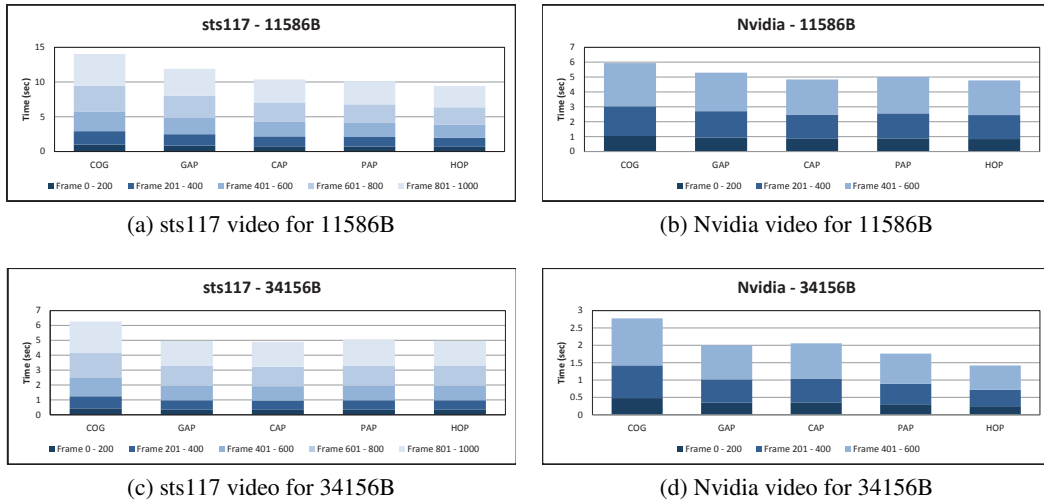 sts117 - 11586B
15
10
5
0
Time (sec)
COG GAP CAP PAP HOP
Frame 0 - 200 Frame 201 - 400 Frame 401 - 600 Frame 601 - 800 Frame 801 - 1000
(a) sts117 video for 11586B
Nvidia - 11586B
7
6
5
4
3
2
1
0
Time (sec)
COG GAP CAP PAP HOP
Frame 0 - 200 Frame 201 - 400 Frame 401 - 600
(b) Nvidia video for 11586B
sts117 - 34156B
7
6
5
4
3
2
1
0
Time (sec)
COG GAP CAP PAP HOP
Frame 0 - 200 Frame 201 - 400 Frame 401 - 600 Frame 601 - 800 Frame 801 - 1000
(c) sts117 video for 34156B
Nvidia - 34156B
3
2.5
2
1.5
1
0.5
0
Time (sec)
COG GAP CAP PAP HOP
Frame 0 - 200 Frame 201 - 400 Frame 401 - 600
(d) Nvidia video for 34156B